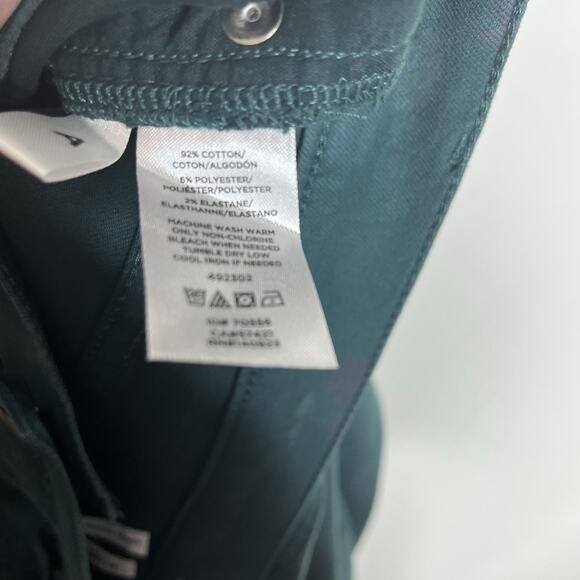 92% COTTON/
COTON/ALGODÓN
6% POLYESTER/
POLIÉSTER/POLYESTER
2% ELASTANE/
ELASTHANNE/ELASTANO
MACHINE WASH WARM
ONLY NON-CHLORINE
BLEACH WHEN NEEDED
TUMBLE DRY LOW
COOL IRON IF NEEDED
492302